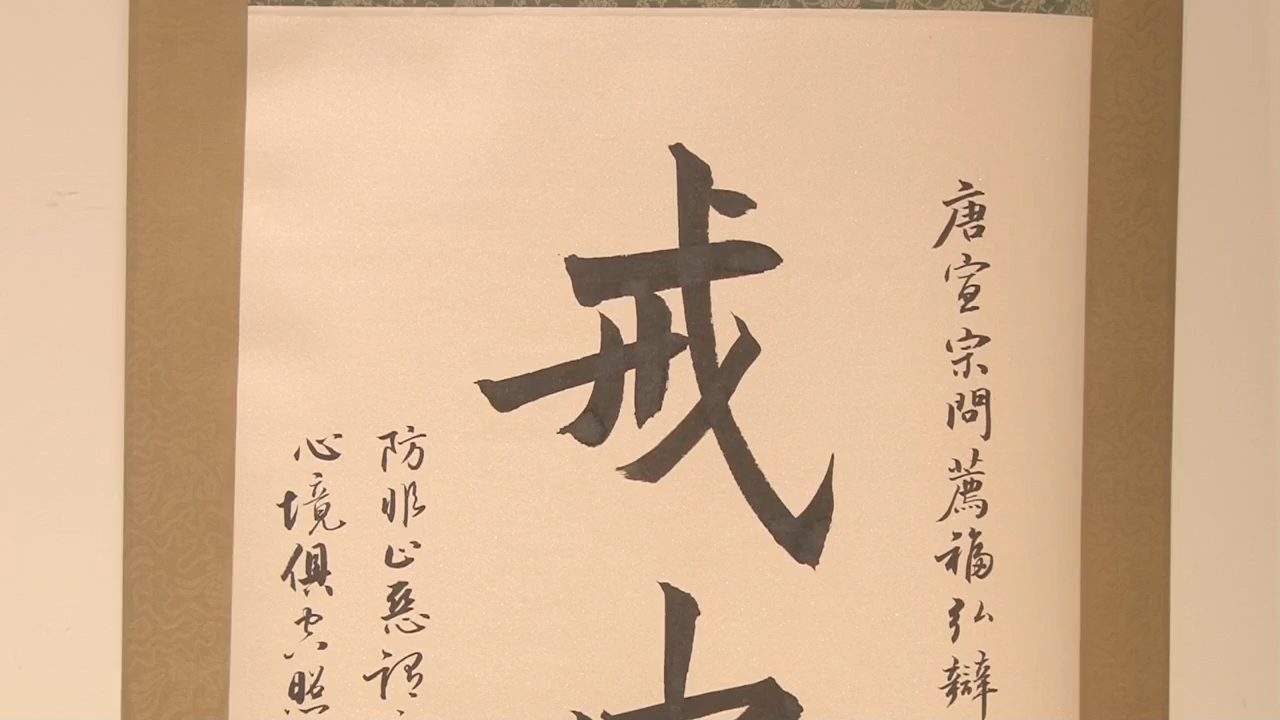 唐宣宗問薦福弘辯
戒
防非止惡謂
心境俱空照